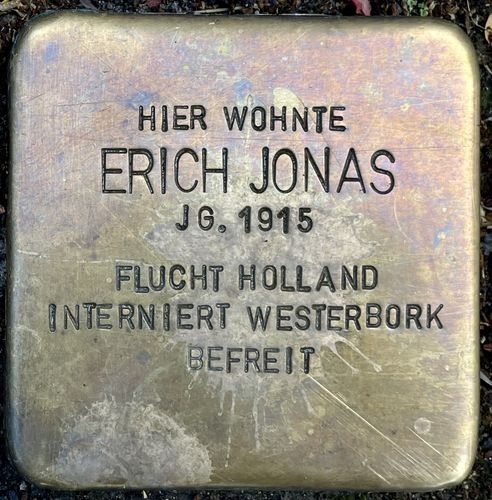 HIER WOHNTE
ERICH JONAS
JG. 1915
FLUCHT HOLLAND
INTERNIERT WESTERBORK
BEFREIT